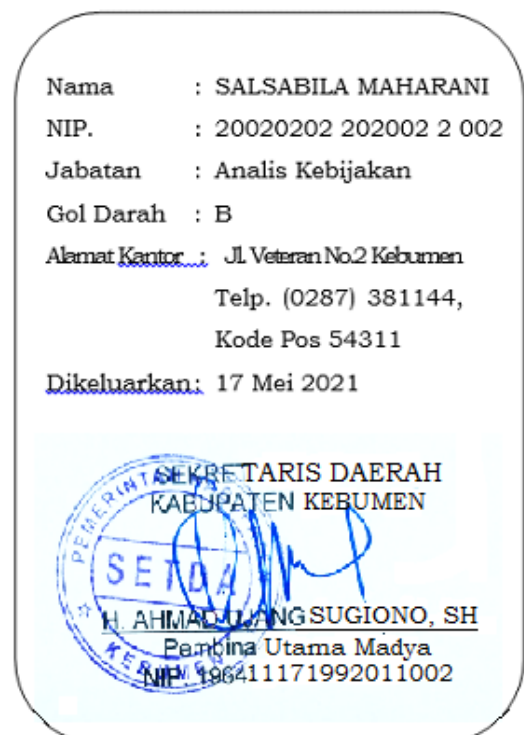 Nama : SALSABILA MAHARANI
NIP. : 20020202 202002 2 002
Jabatan : Analis Kebijakan
Gol Darah : B
Alamat Kantor : Jl. Veteran No.2 Kebumen
Telp. (0287) 381144,
Kode Pos 54311
Dikeluarkan: 17 Mei 2021
SEKRETARIS DAERAH
KABUPATEN KEBUMEN
PEMERINTAH
SETDA
KEBUMEN
H. AHMAD UJANG SUGIONO, SH
Pembina Utama Madya
NIP. 196411171992011002